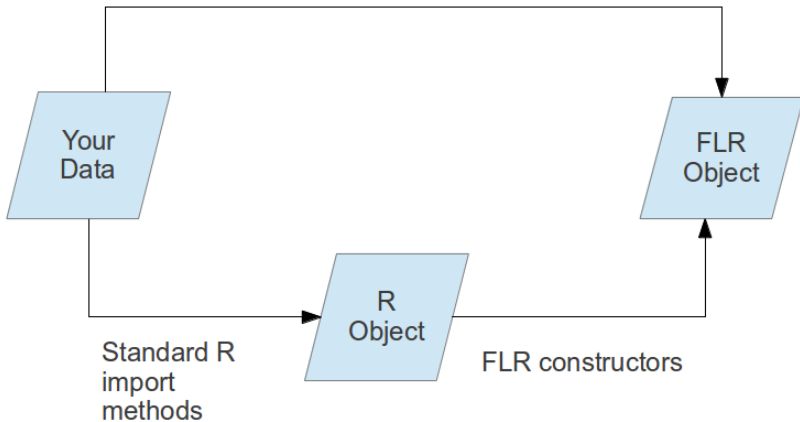 Your
Data
FLR
Object
R
Object
Standard R
import
methods
FLR constructors